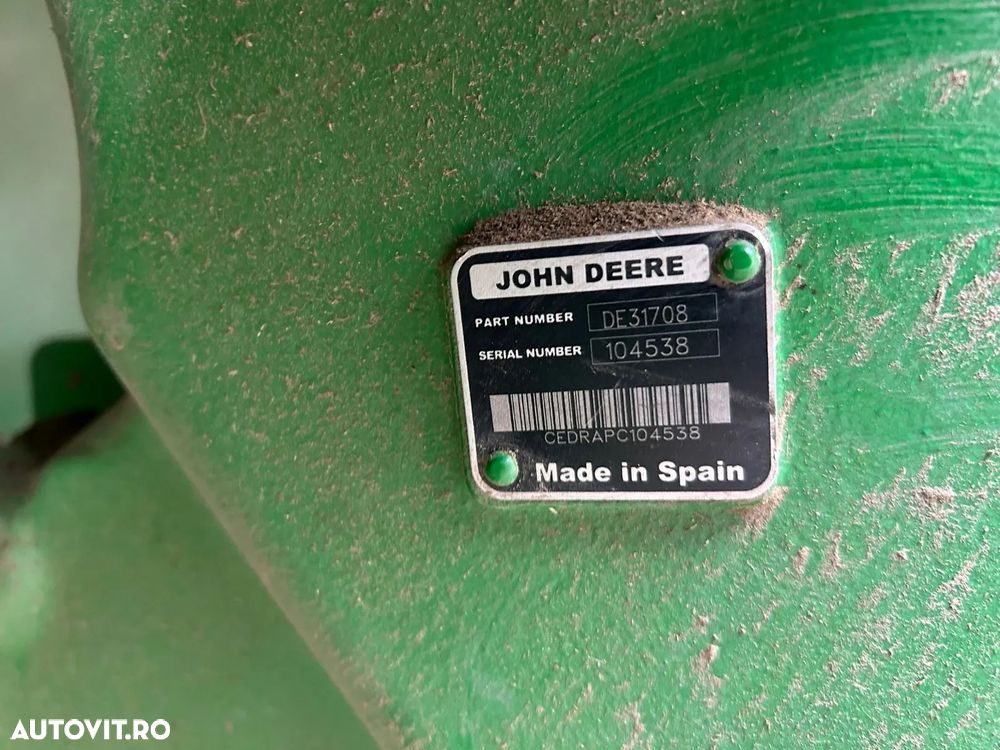 JOHN DEERE
PART NUMBER DE31708
SERIAL NUMBER 104538
CEDRAPC104538
Made in Spain
AUTOVIT.RO